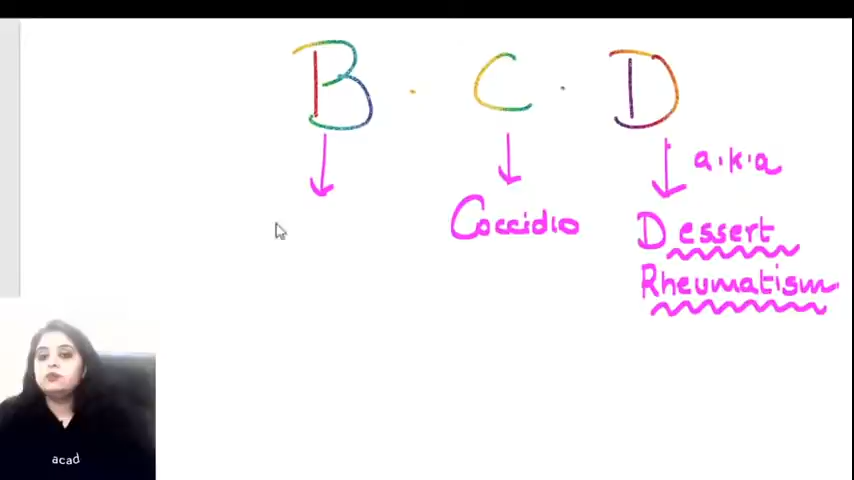 B . C . D
a.k.a
Coccidio
Dessert
Rheumatism
acad